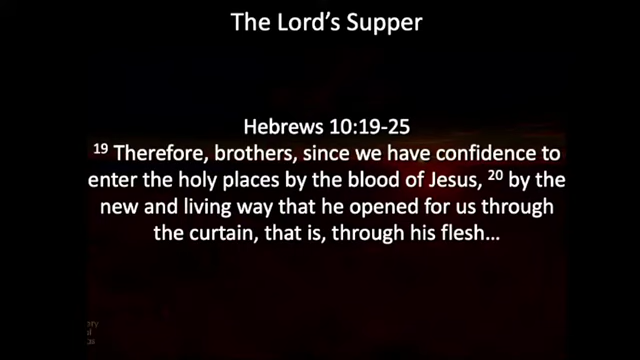 The Lord's Supper
Hebrews 10:19-25
19 Therefore, brothers, since we have confidence to
enter the holy places by the blood of Jesus, 20 by the
new and living way that he opened for us through
the curtain, that is, through his flesh…